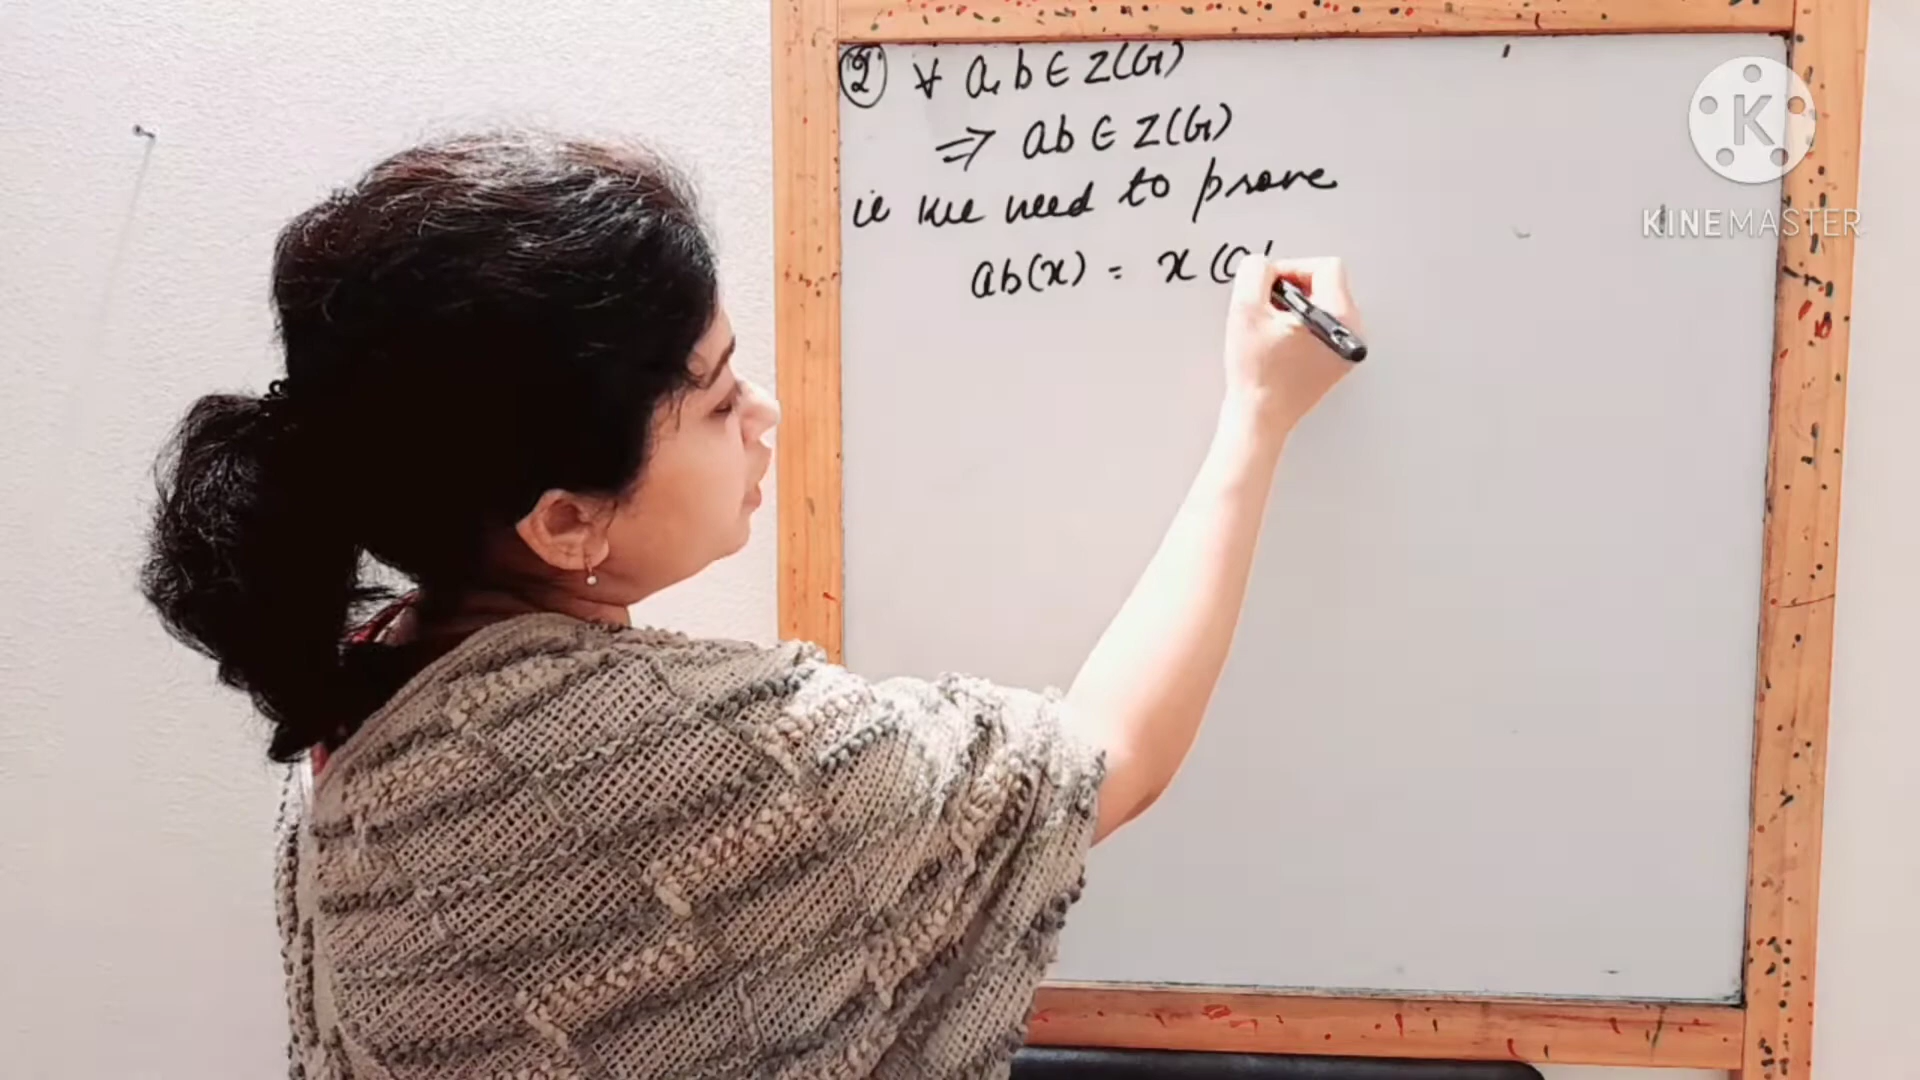 ② ∀ a, b ∈ Z(G)
⇒ ab ∈ Z(G)
ie we need to prove
ab(x) = x(a
K
KINEMASTER